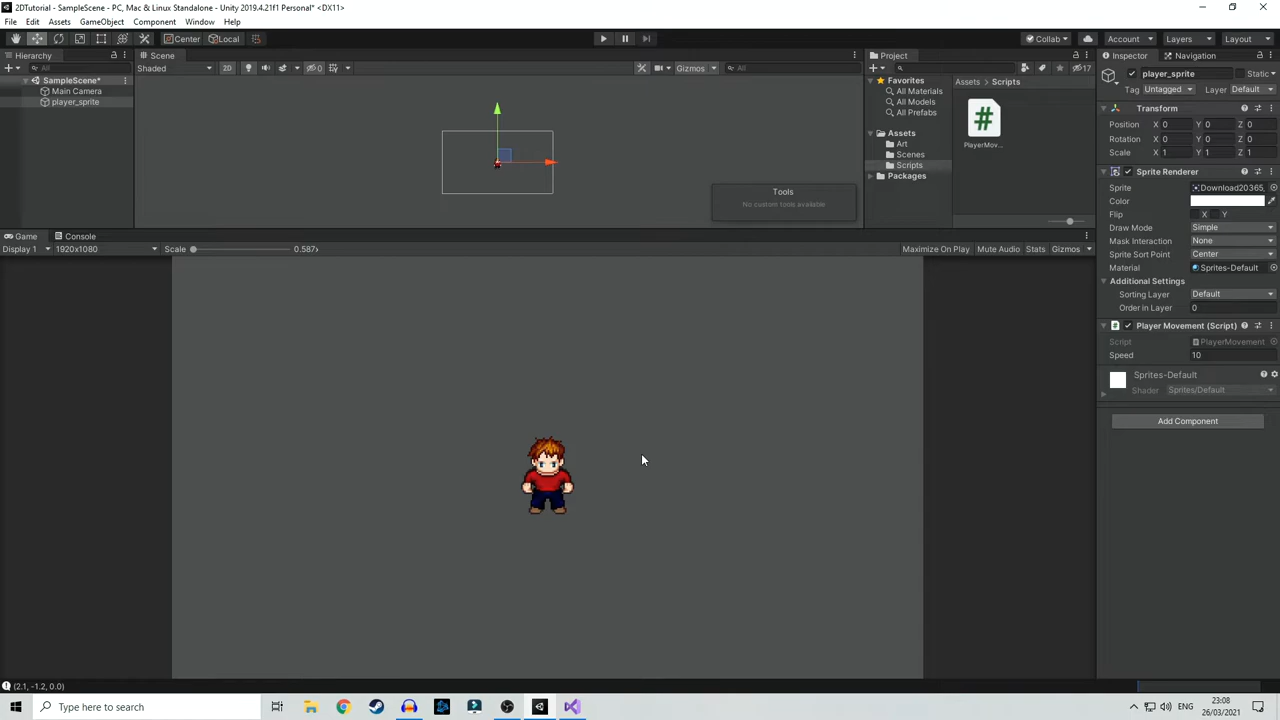 2DTutorial - SampleScene - PC, Mac & Linux Standalone - Unity 2019.4.21f1 Personal* <DX11>
File Edit Assets GameObject Component Window Help
Center Local Collab Account Layers Layout
Hierarchy
All
SampleScene*
Main Camera
player_sprite
Scene
Shaded 2D 0 Gizmos All
Tools
No custom tools available
Project
17
Favorites
All Materials
All Models
All Prefabs
Assets
Art
Scenes
Scripts
Packages
Assets Scripts
PlayerMov...
Inspector Navigation
player_sprite Static
Tag Untagged Layer Default
Transform
Position X 0 Y 0 Z 0
Rotation X 0 Y 0 Z 0
Scale X 1 Y 1 Z 1
Sprite Renderer
Sprite Download20365
Color
Flip X Y
Draw Mode Simple
Mask Interaction None
Sprite Sort Point Center
Material Sprites-Default
Additional Settings
Sorting Layer Default
Order in Layer 0
Player Movement (Script)
Script PlayerMovement
Speed 10
Sprites-Default
Shader Sprites/Default
Add Component
Game Console
Display 1 1920x1080 Scale 0.587x Maximize On Play Mute Audio Stats Gizmos
(2.1, -1.2, 0.0)
Type here to search
ENG
23:08
26/03/2021